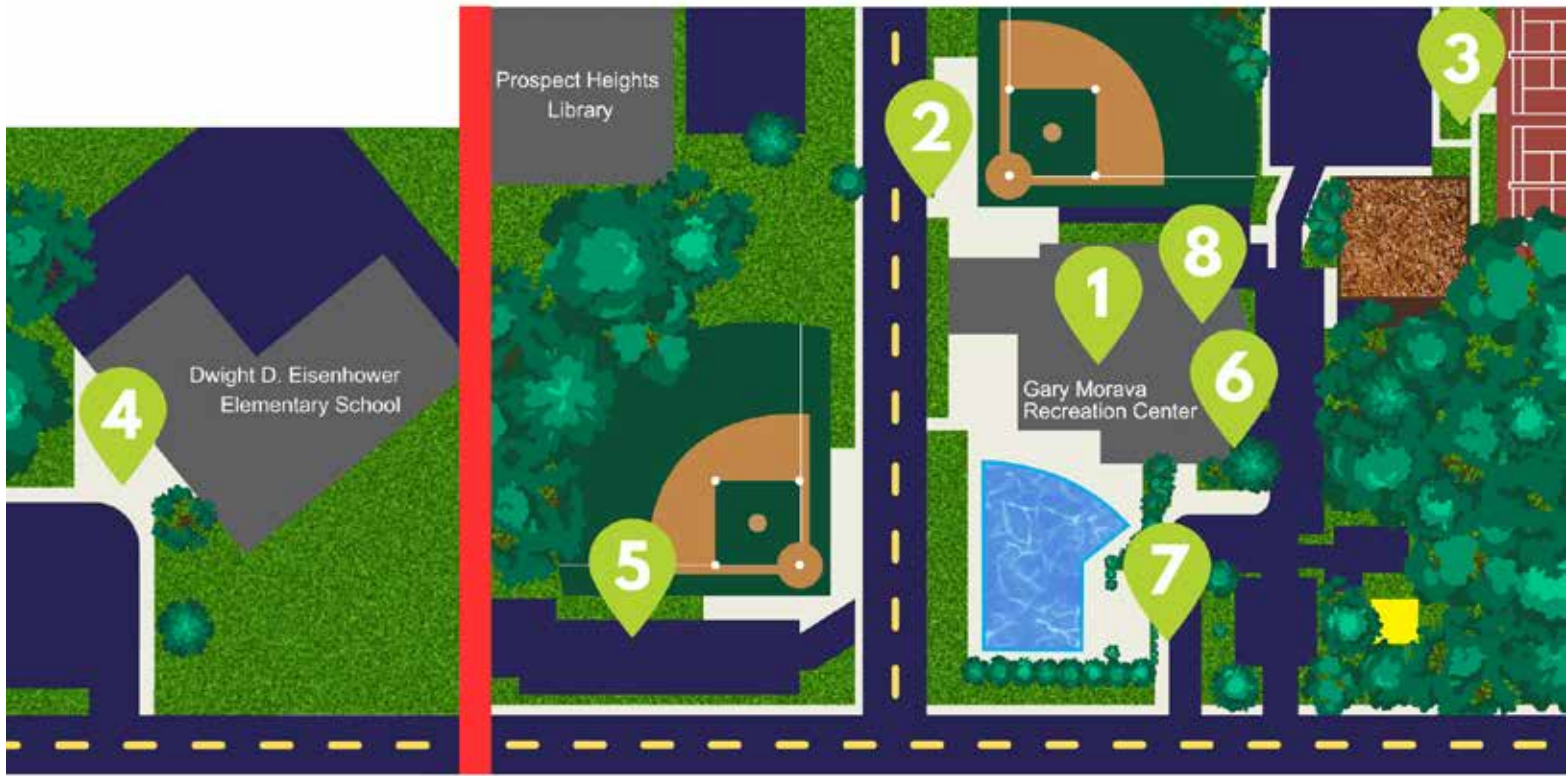 Prospect Heights
Library
3
2
8
1
Dwight D. Eisenhower
Elementary School
4
6
Gary Morava
Recreation Center
5
7